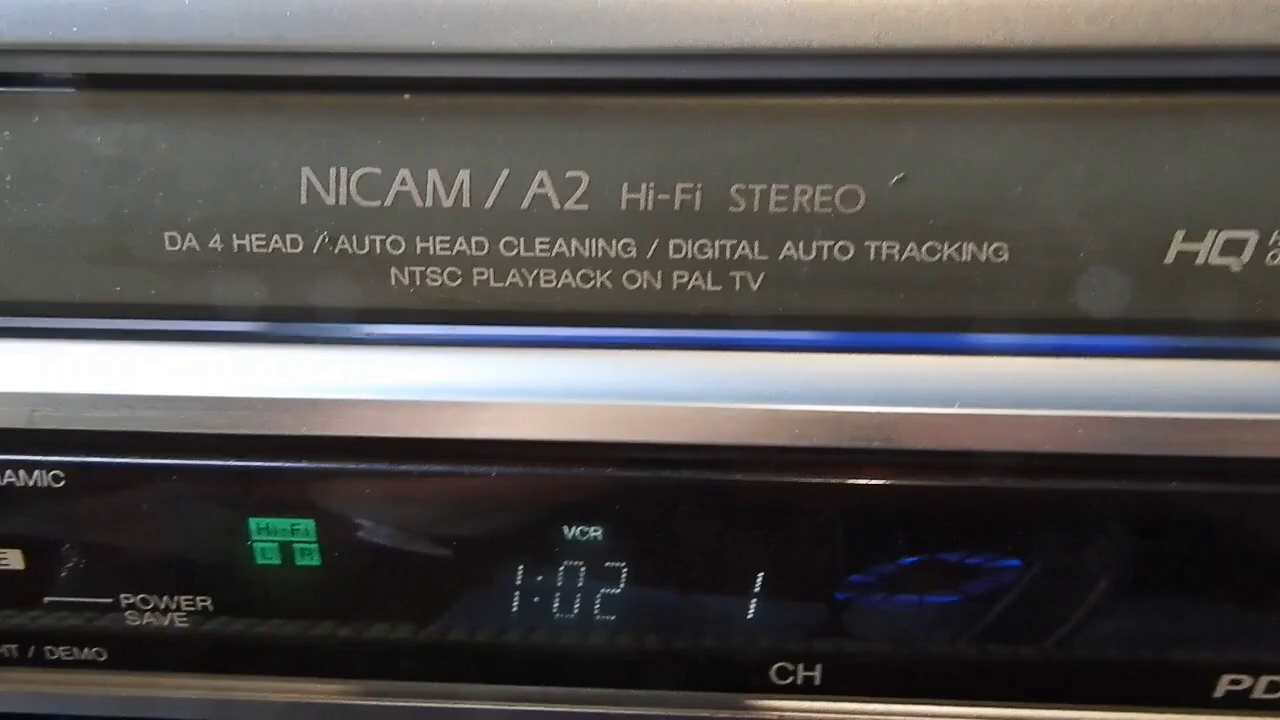 NICAM / A2 Hi-Fi STEREO
DA 4 HEAD / AUTO HEAD CLEANING / DIGITAL AUTO TRACKING
NTSC PLAYBACK ON PAL TV
HQ
Hi-Fi
L R
VCR
1:02 1
POWER
SAVE
/ DEMO
CH